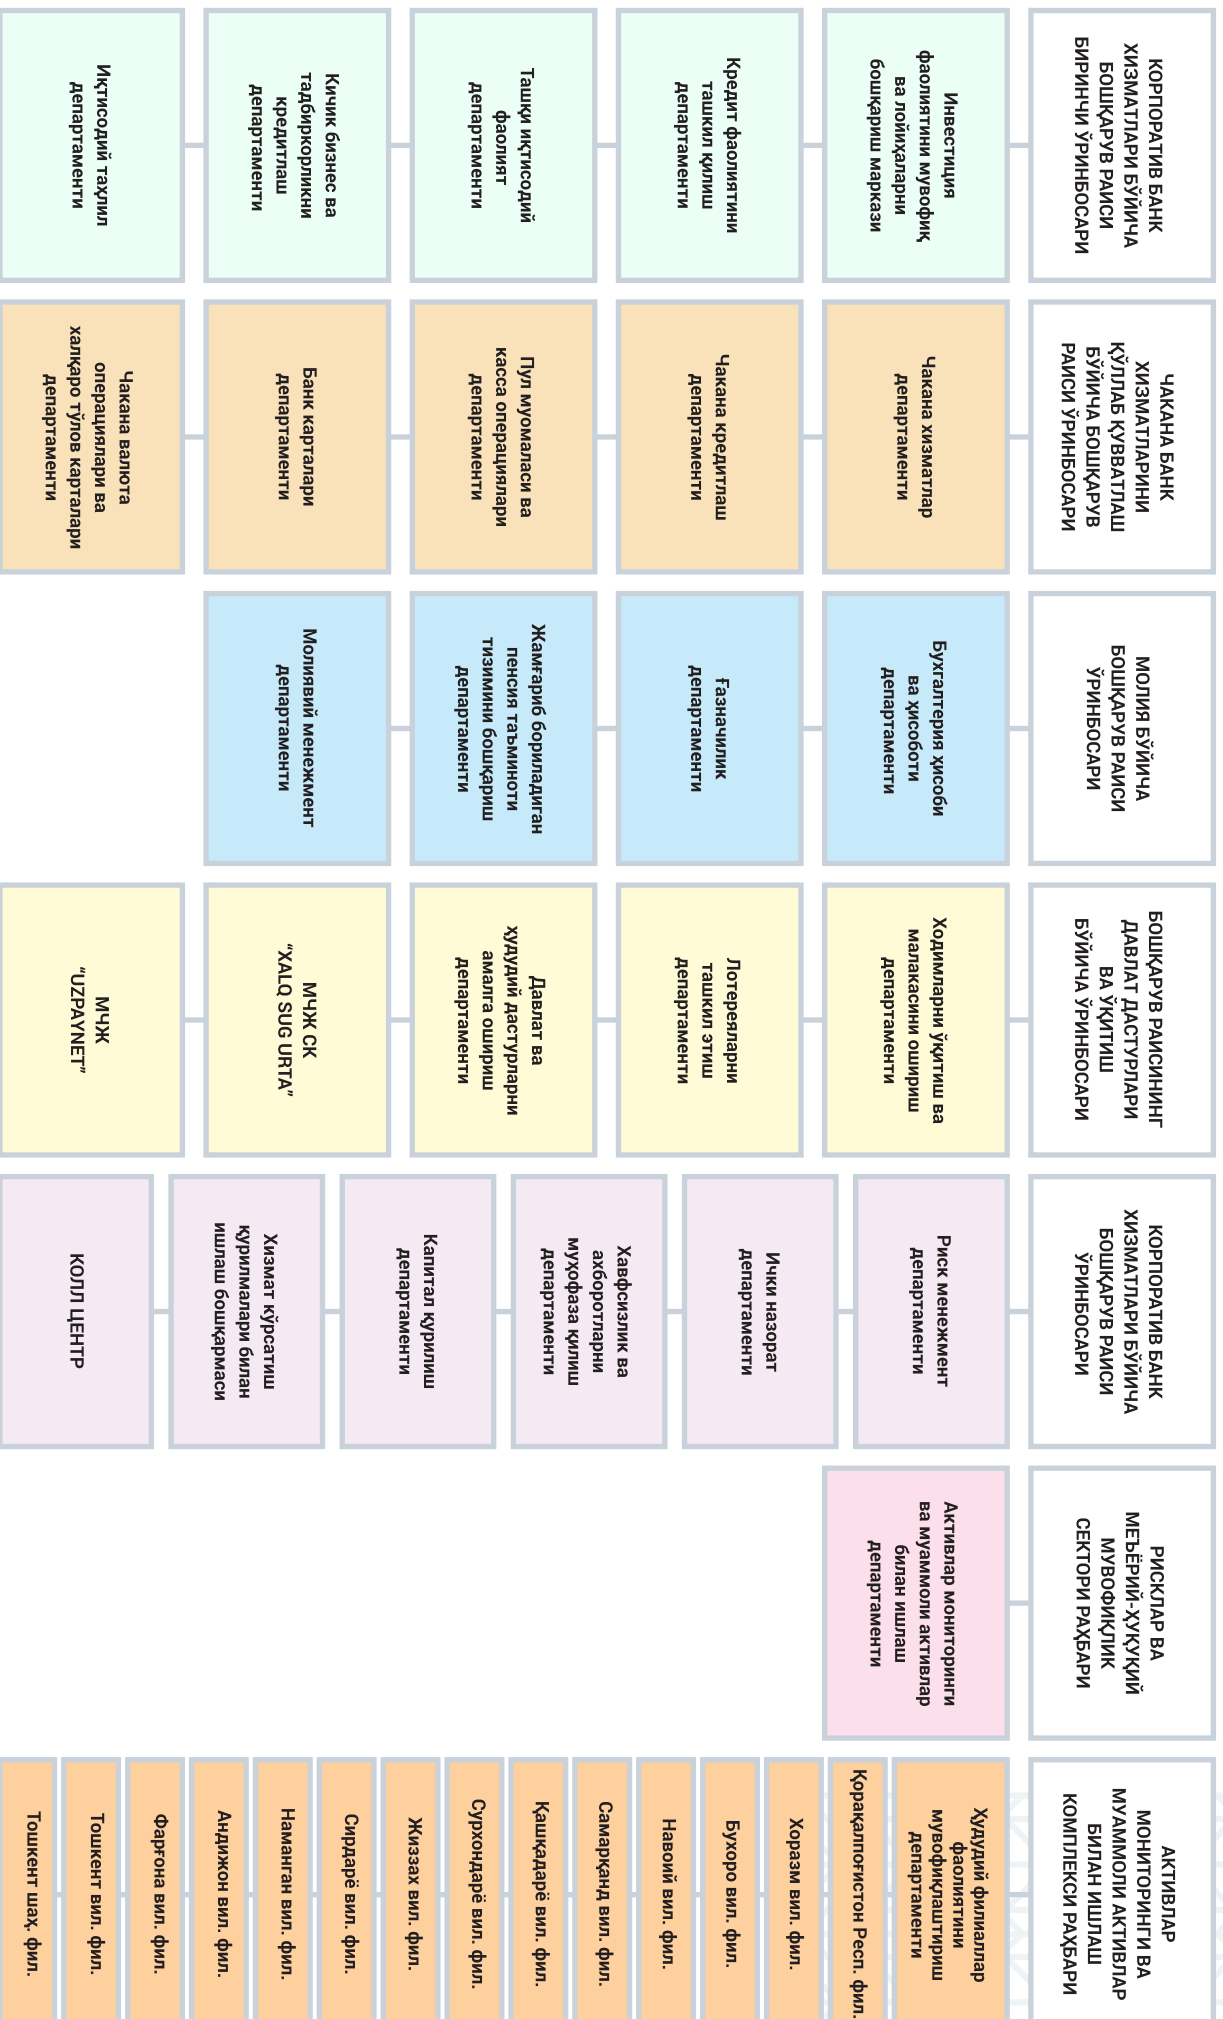 КОРПОРАТИВ БАНК
ХИЗМАТЛАРИ БЎЙИЧА
БОШҚАРУВ РАИСИ
БИРИНЧИ ЎРИНБОСАРИ
Инвестиция
фаолиятини мувофиқ
ва лойиҳаларни
бошқариш маркази
Кредит фаолиятини
ташкил қилиш
департаменти
Ташқи иқтисодий
фаолият
департаменти
Кичик бизнес ва
тадбиркорликни
кредитлаш
департаменти
Иқтисодий таҳлил
департаменти
ЧАКАНА БАНК
ХИЗМАТЛАРИНИ
ҚЎЛЛАБ ҚУВВАТЛАШ
БЎЙИЧА БОШҚАРУВ
РАИСИ ЎРИНБОСАРИ
Чакана хизматлар
департаменти
Чакана кредитлаш
департаменти
Пул муомаласи ва
касса операциялари
департаменти
Банк карталари
департаменти
Чакана валюта
операциялари ва
халқаро тўлов карталари
департаменти
МОЛИЯ БЎЙИЧА
БОШҚАРУВ РАИСИ
ЎРИНБОСАРИ
Бухгалтерия ҳисоби
ва ҳисоботи
департаменти
Ғазначилик
департаменти
Жамғариб бориладиган
пенсия таъминоти
тизимини бошқариш
департаменти
Молиявий менежмент
департаменти
БОШҚАРУВ РАИСИНИНГ
ДАВЛАТ ДАСТУРЛАРИ
ВА ЎҚИТИШ
БЎЙИЧА ЎРИНБОСАРИ
Ходимларни ўқитиш ва
малакасини ошириш
департаменти
Лотереяларни
ташкил этиш
департаменти
Давлат ва
ҳудудий дастурларни
амалга ошириш
департаменти
МЧЖ СК
“XALQ SUG URTA”
МЧЖ
“UZPAYNET”
КОРПОРАТИВ БАНК
ХИЗМАТЛАРИ БЎЙИЧА
БОШҚАРУВ РАИСИ
ЎРИНБОСАРИ
Риск менежмент
департаменти
Ички назорат
департаменти
Хавфсизлик ва
ахборотларни
муҳофаза қилиш
департаменти
Капитал қурилиш
департаменти
Хизмат кўрсатиш
қурилмалари билан
ишлаш бошқармаси
КОЛЛ ЦЕНТР
РИСКЛАР ВА
МЕЪЁРИЙ-ҲУҚУҚИЙ
МУВОФИҚЛИК
СЕКТОРИ РАҲБАРИ
Активлар мониторинги
ва муаммоли активлар
билан ишлаш
департаменти
АКТИВЛАР
МОНИТОРИНГИ ВА
МУАММОЛИ АКТИВЛАР
БИЛАН ИШЛАШ
КОМПЛЕКСИ РАҲБАРИ
Ҳудудий филиаллар
фаолиятини
мувофиқлаштириш
департаменти
Қорақалпоғистон Респ. фил.
Хоразм вил. фил.
Бухоро вил. фил.
Навоий вил. фил.
Самарқанд вил. фил.
Қашқадарё вил. фил.
Сурхондарё вил. фил.
Жиззах вил. фил.
Сирдарё вил. фил.
Наманган вил. фил.
Андижон вил. фил.
Фарғона вил. фил.
Тошкент вил. фил.
Тошкент шаҳ. фил.